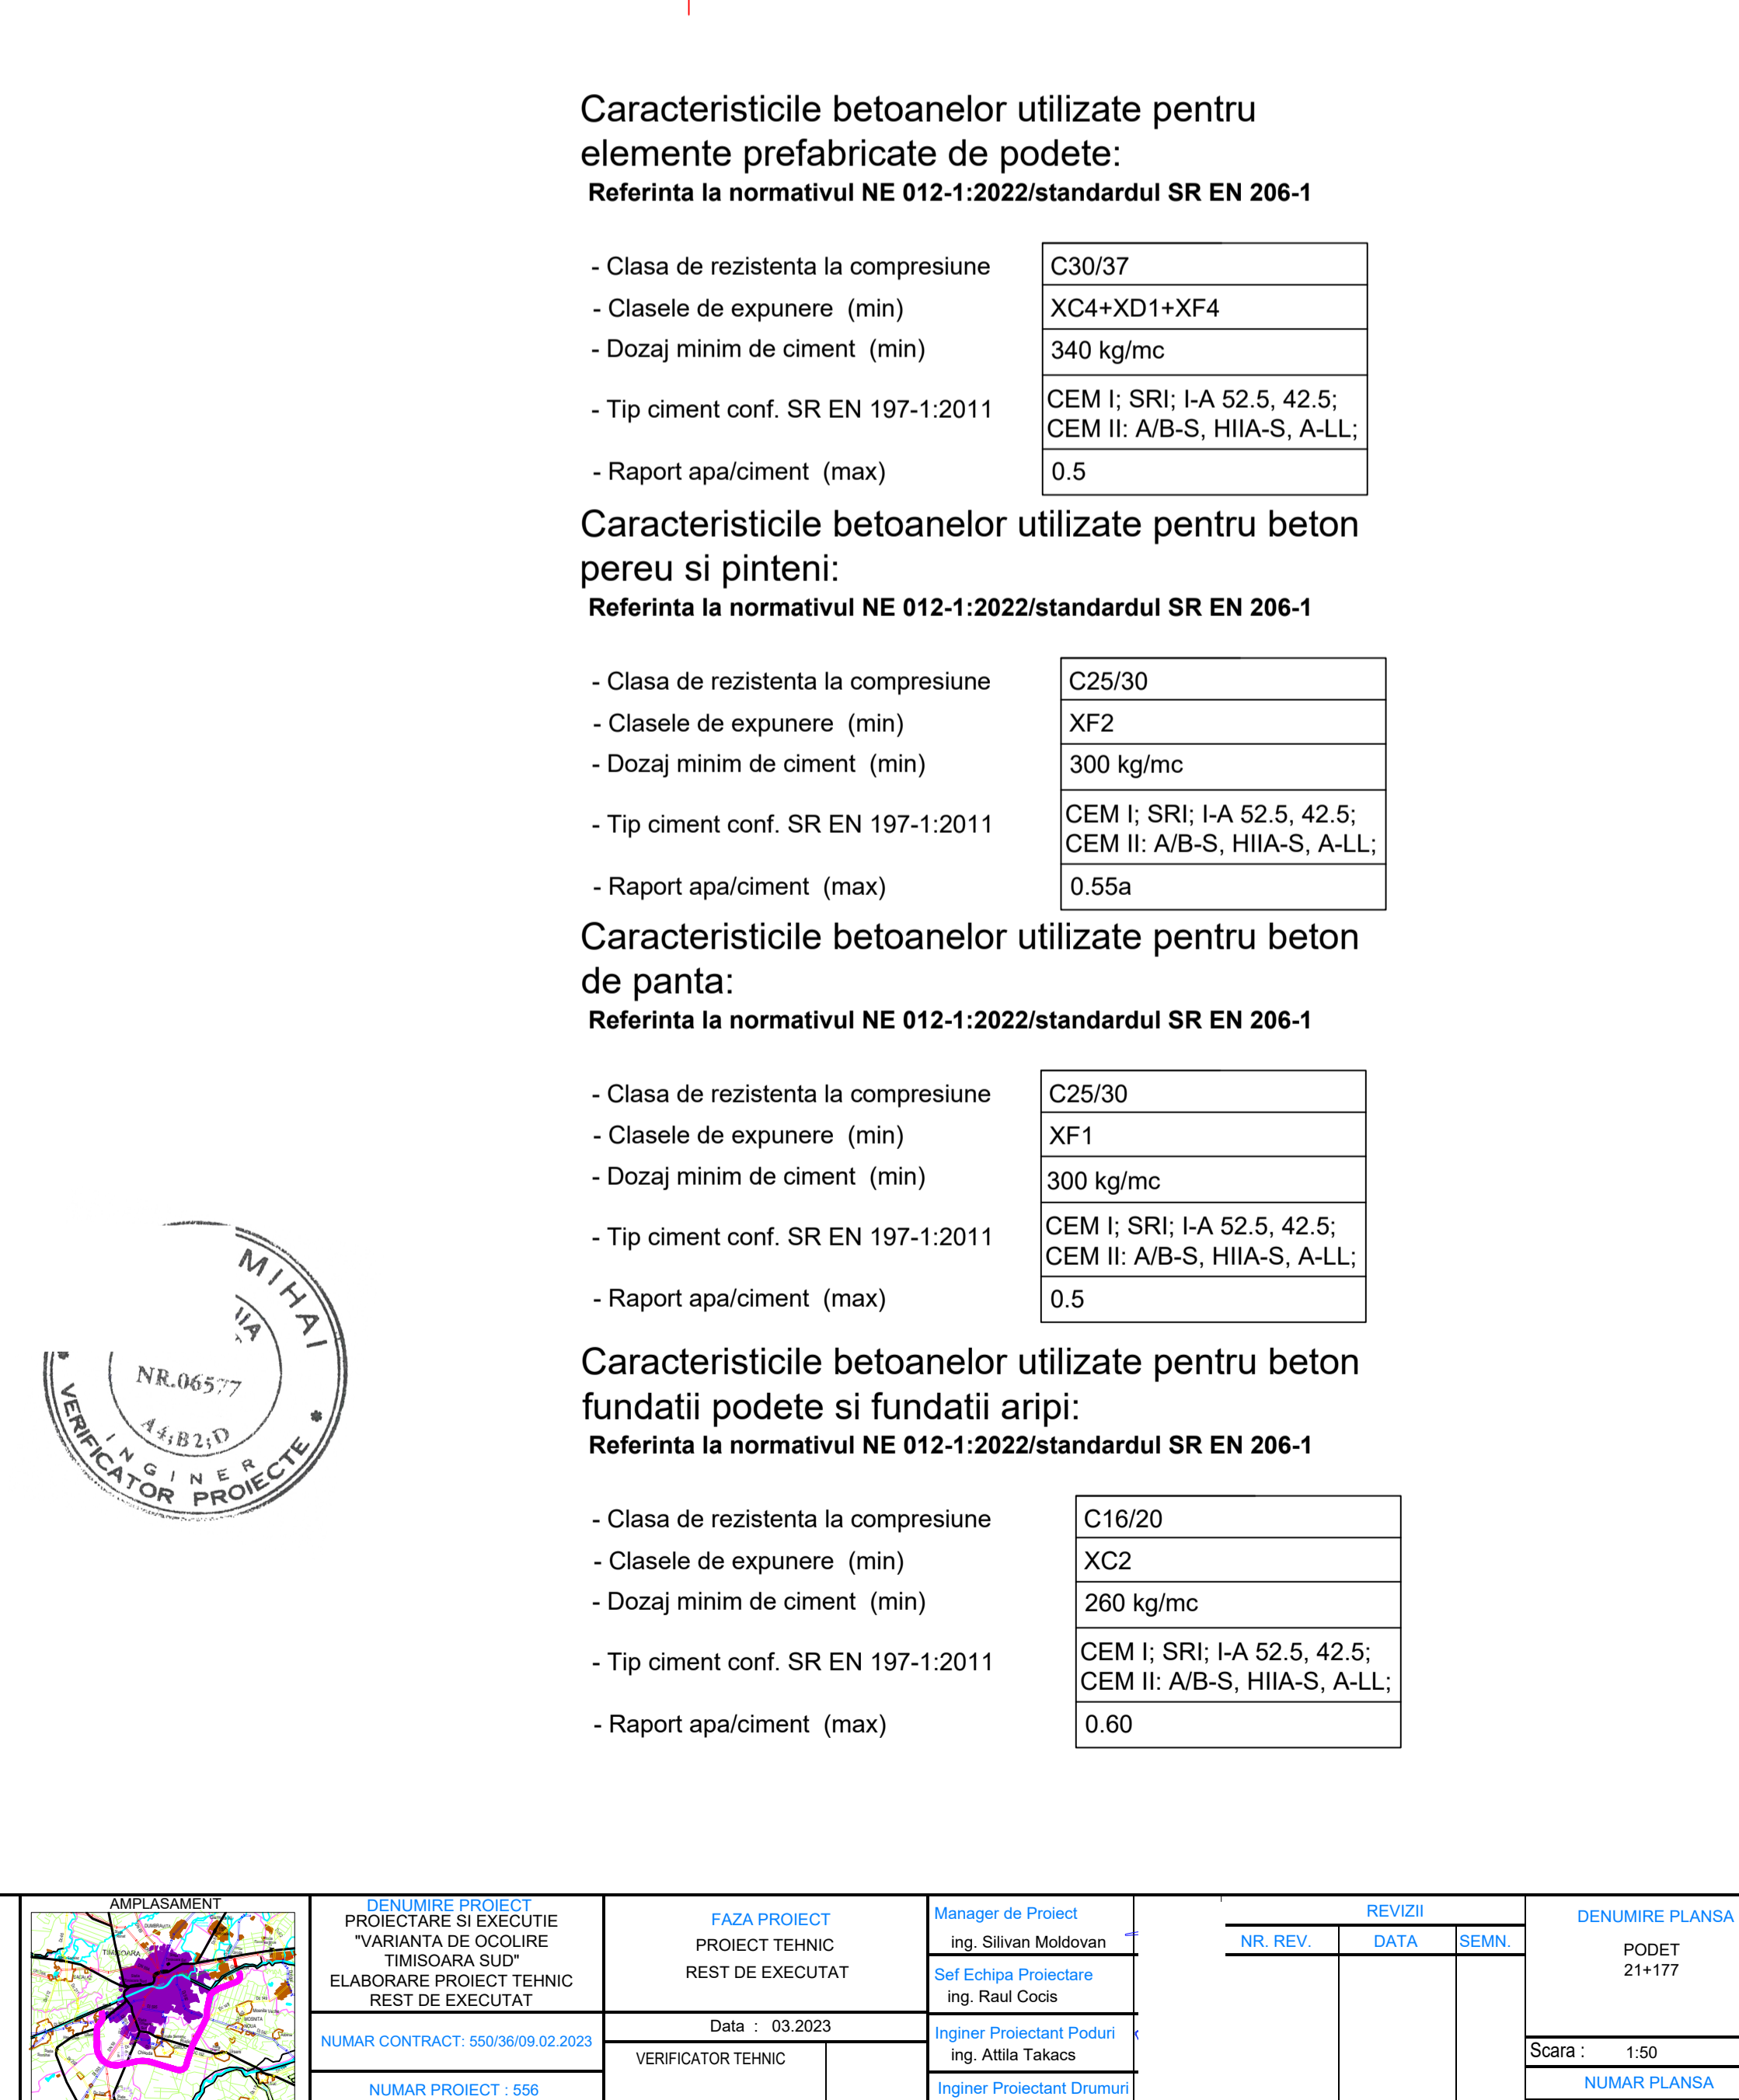 Caracteristicile betoanelor utilizate pentru
elemente prefabricate de podete:
Referinta la normativul NE 012-1:2022/standardul SR EN 206-1
- Clasa de rezistenta la compresiune C30/37
- Clasele de expunere (min) XC4+XD1+XF4
- Dozaj minim de ciment (min) 340 kg/mc
- Tip ciment conf. SR EN 197-1:2011 CEM I; SRI; I-A 52.5, 42.5;
CEM II: A/B-S, HIIA-S, A-LL;
- Raport apa/ciment (max) 0.5
Caracteristicile betoanelor utilizate pentru beton
pereu si pinteni:
Referinta la normativul NE 012-1:2022/standardul SR EN 206-1
- Clasa de rezistenta la compresiune C25/30
- Clasele de expunere (min) XF2
- Dozaj minim de ciment (min) 300 kg/mc
- Tip ciment conf. SR EN 197-1:2011 CEM I; SRI; I-A 52.5, 42.5;
CEM II: A/B-S, HIIA-S, A-LL;
- Raport apa/ciment (max) 0.55a
Caracteristicile betoanelor utilizate pentru beton
de panta:
Referinta la normativul NE 012-1:2022/standardul SR EN 206-1
- Clasa de rezistenta la compresiune C25/30
- Clasele de expunere (min) XF1
- Dozaj minim de ciment (min) 300 kg/mc
- Tip ciment conf. SR EN 197-1:2011 CEM I; SRI; I-A 52.5, 42.5;
CEM II: A/B-S, HIIA-S, A-LL;
- Raport apa/ciment (max) 0.5
MIHAI
NR.06577
A4;B2;D
INGINER
* VERIFICATOR PROIECTE *
Caracteristicile betoanelor utilizate pentru beton
fundatii podete si fundatii aripi:
Referinta la normativul NE 012-1:2022/standardul SR EN 206-1
- Clasa de rezistenta la compresiune C16/20
- Clasele de expunere (min) XC2
- Dozaj minim de ciment (min) 260 kg/mc
- Tip ciment conf. SR EN 197-1:2011 CEM I; SRI; I-A 52.5, 42.5;
CEM II: A/B-S, HIIA-S, A-LL;
- Raport apa/ciment (max) 0.60
AMPLASAMENT
TIMISOARA
DENUMIRE PROIECT
PROIECTARE SI EXECUTIE
"VARIANTA DE OCOLIRE
TIMISOARA SUD"
ELABORARE PROIECT TEHNIC
REST DE EXECUTAT
NUMAR CONTRACT: 550/36/09.02.2023
NUMAR PROIECT : 556
FAZA PROIECT
PROIECT TEHNIC
REST DE EXECUTAT
Data : 03.2023
VERIFICATOR TEHNIC
Manager de Proiect
ing. Silivan Moldovan
Sef Echipa Proiectare
ing. Raul Cocis
Inginer Proiectant Poduri
ing. Attila Takacs
Inginer Proiectant Drumuri
REVIZII
NR. REV. DATA SEMN.
DENUMIRE PLANSA
PODET
21+177
Scara : 1:50
NUMAR PLANSA